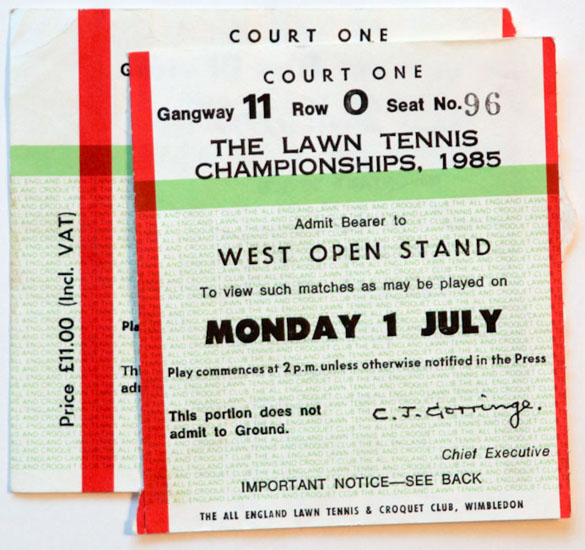 COURT ONE
G
Price £11.00 (Incl. VAT)
Pla
Thi
adm
COURT ONE
Gangway 11 Row O Seat No. 96
THE LAWN TENNIS
CHAMPIONSHIPS, 1985
Admit Bearer to
WEST OPEN STAND
To view such matches as may be played on
MONDAY 1 JULY
Play commences at 2 p.m. unless otherwise notified in the Press
This portion does not
admit to Ground.
C. J. Gorringe.
Chief Executive
IMPORTANT NOTICE—SEE BACK
THE ALL ENGLAND LAWN TENNIS & CROQUET CLUB, WIMBLEDON